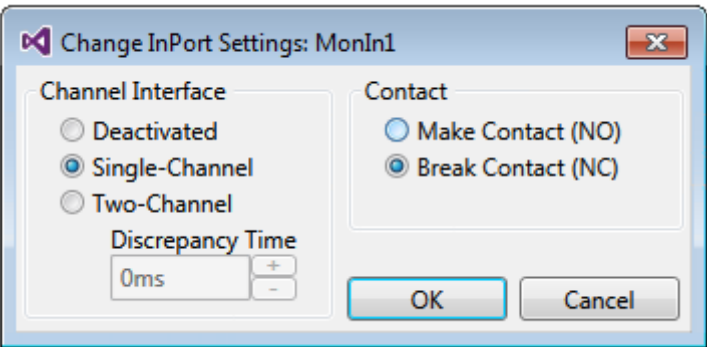 Change InPort Settings: MonIn1
Channel Interface
Deactivated
Single-Channel
Two-Channel
Discrepancy Time
0ms
+
-
Contact
Make Contact (NO)
Break Contact (NC)
OK
Cancel